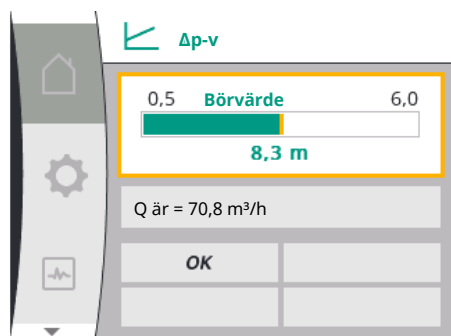 Δp-v
0,5 Börvärde 6,0
8,3 m
Q är = 70,8 m³/h
OK